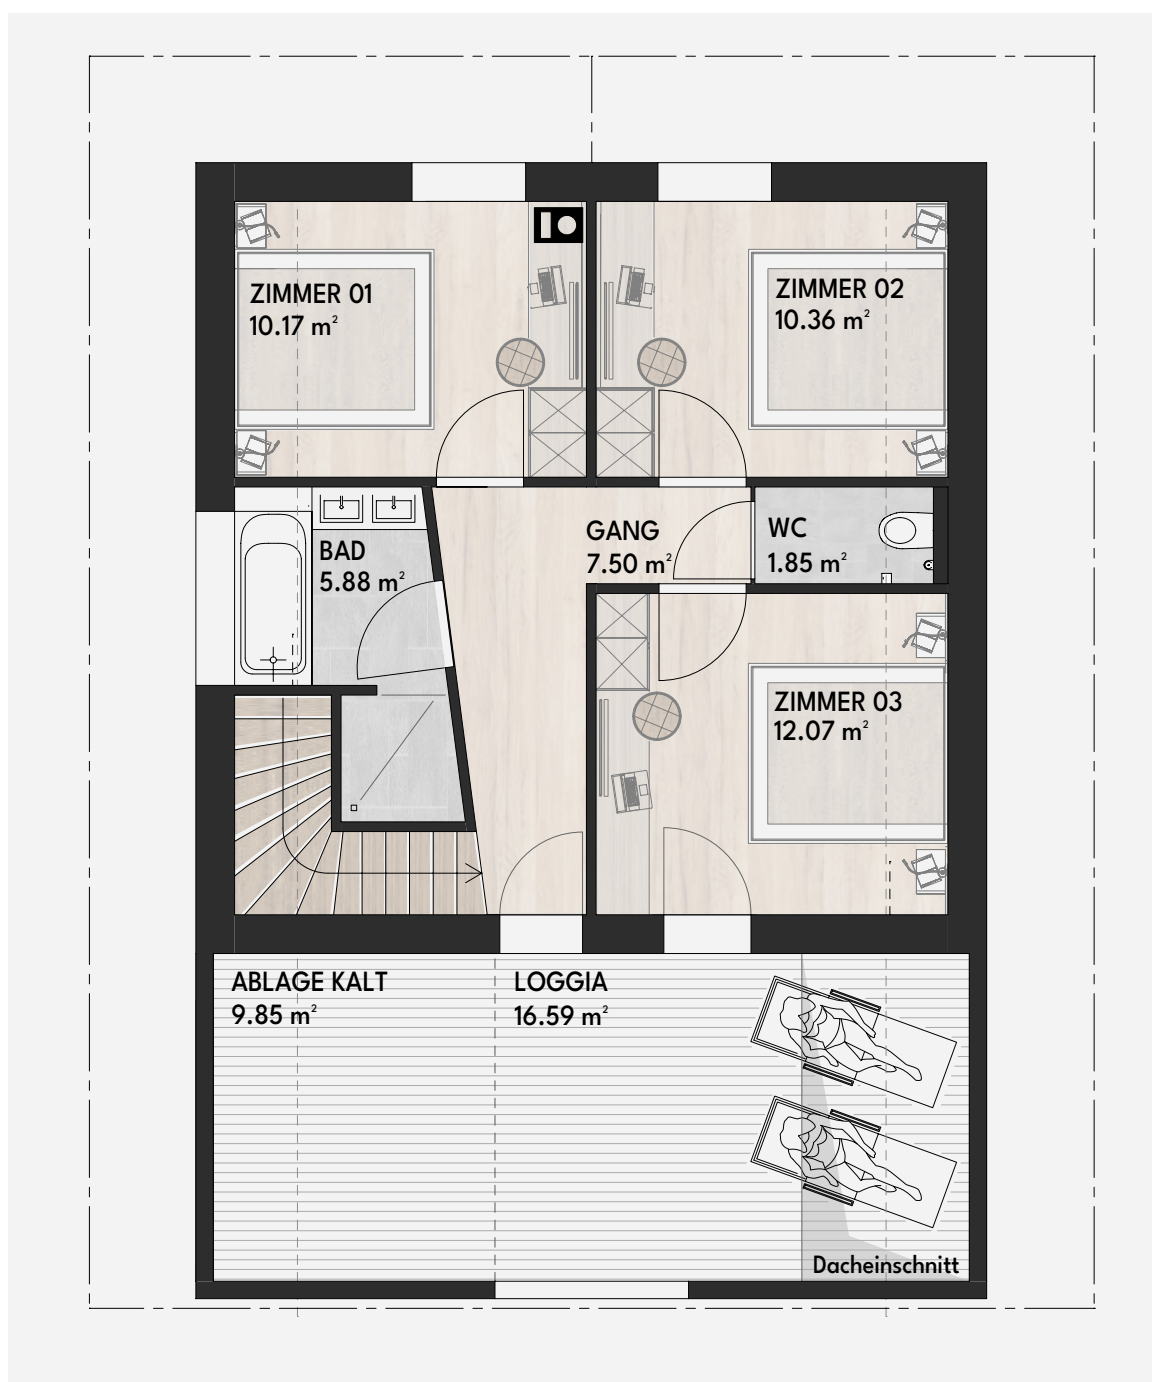 ZIMMER 01
10.17 m²
ZIMMER 02
10.36 m²
GANG
7.50 m²
WC
1.85 m²
BAD
5.88 m²
ZIMMER 03
12.07 m²
ABLAGE KALT
9.85 m²
LOGGIA
16.59 m²
Dacheinschnitt